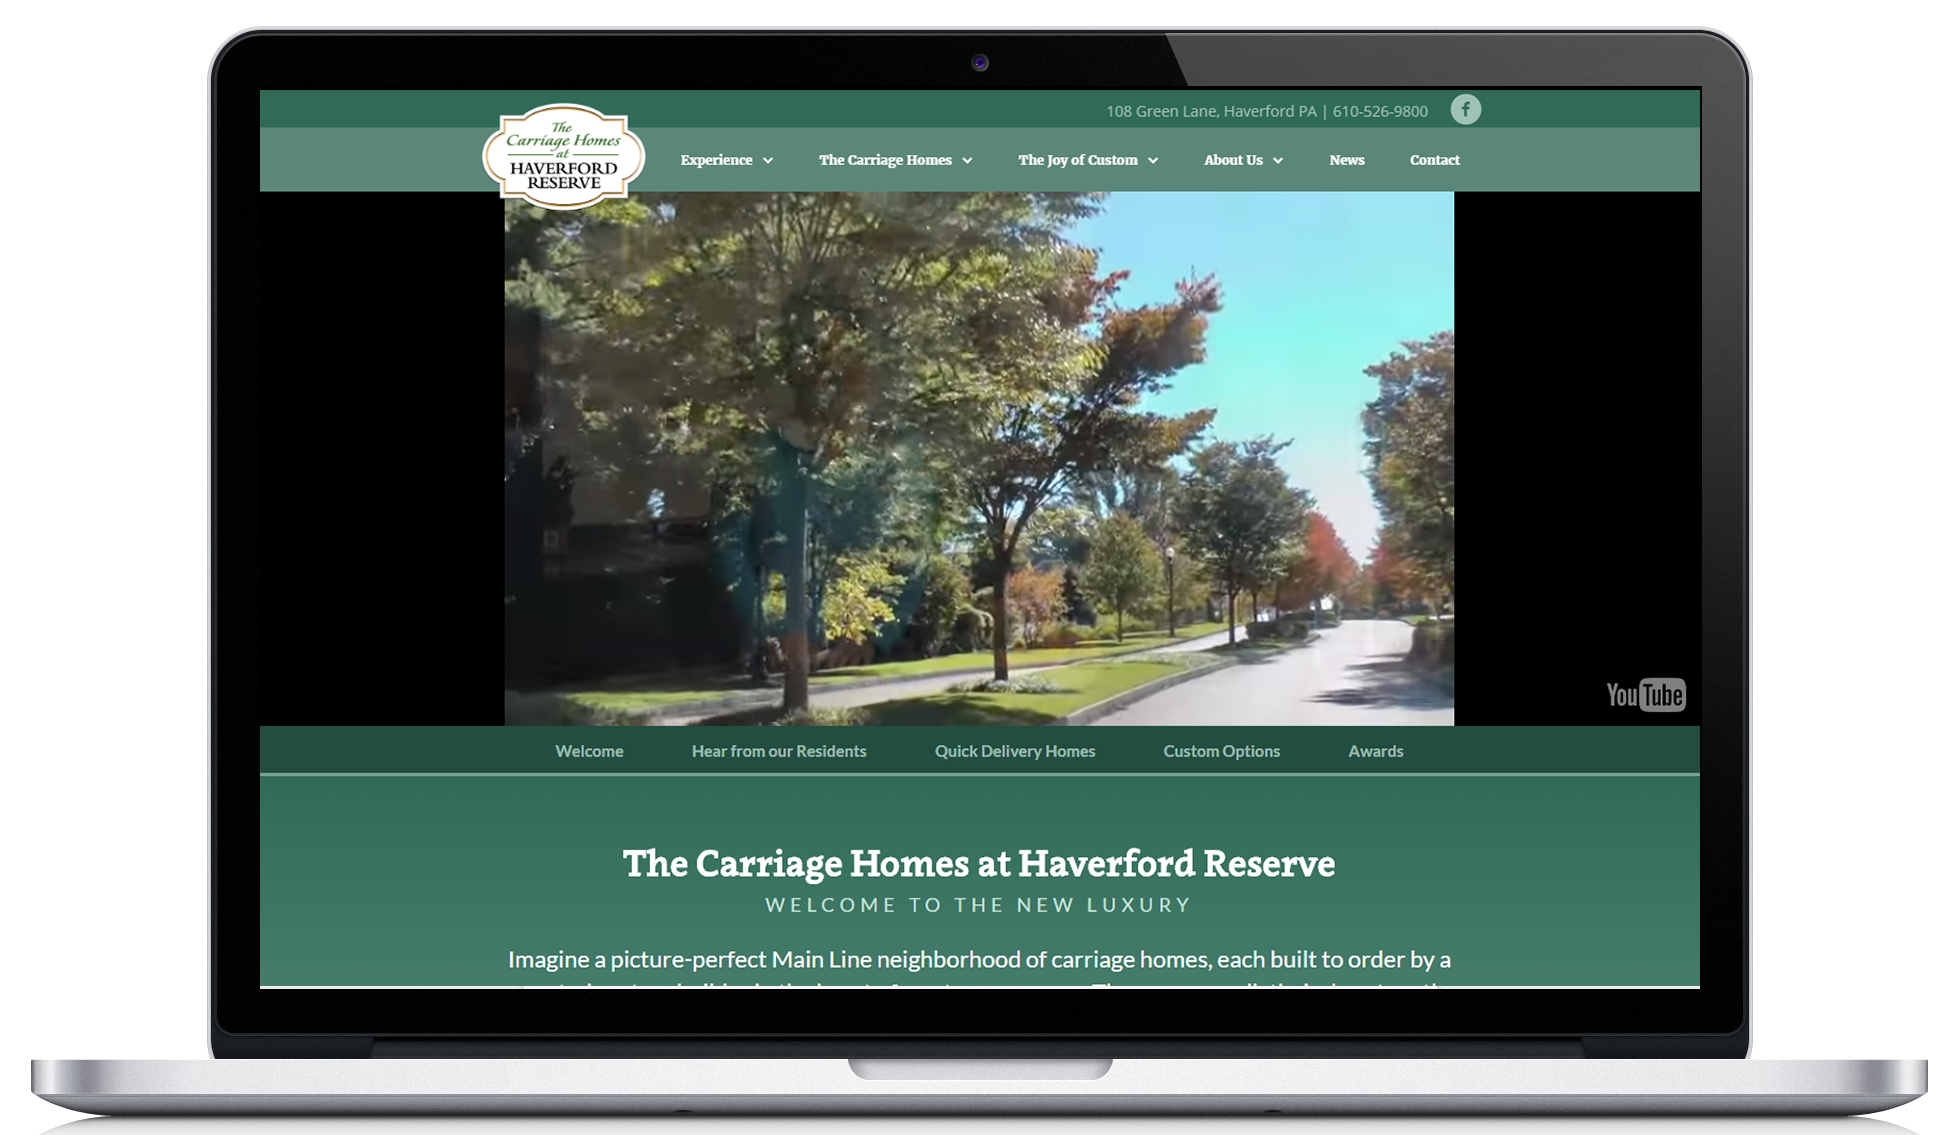 108 Green Lane, Haverford PA | 610-526-9800
The
Carriage Homes
at
HAVERFORD
RESERVE
Experience
The Carriage Homes
The Joy of Custom
About Us
News
Contact
YouTube
Welcome
Hear from our Residents
Quick Delivery Homes
Custom Options
Awards
The Carriage Homes at Haverford Reserve
WELCOME TO THE NEW LUXURY
Imagine a picture-perfect Main Line neighborhood of carriage homes, each built to order by a